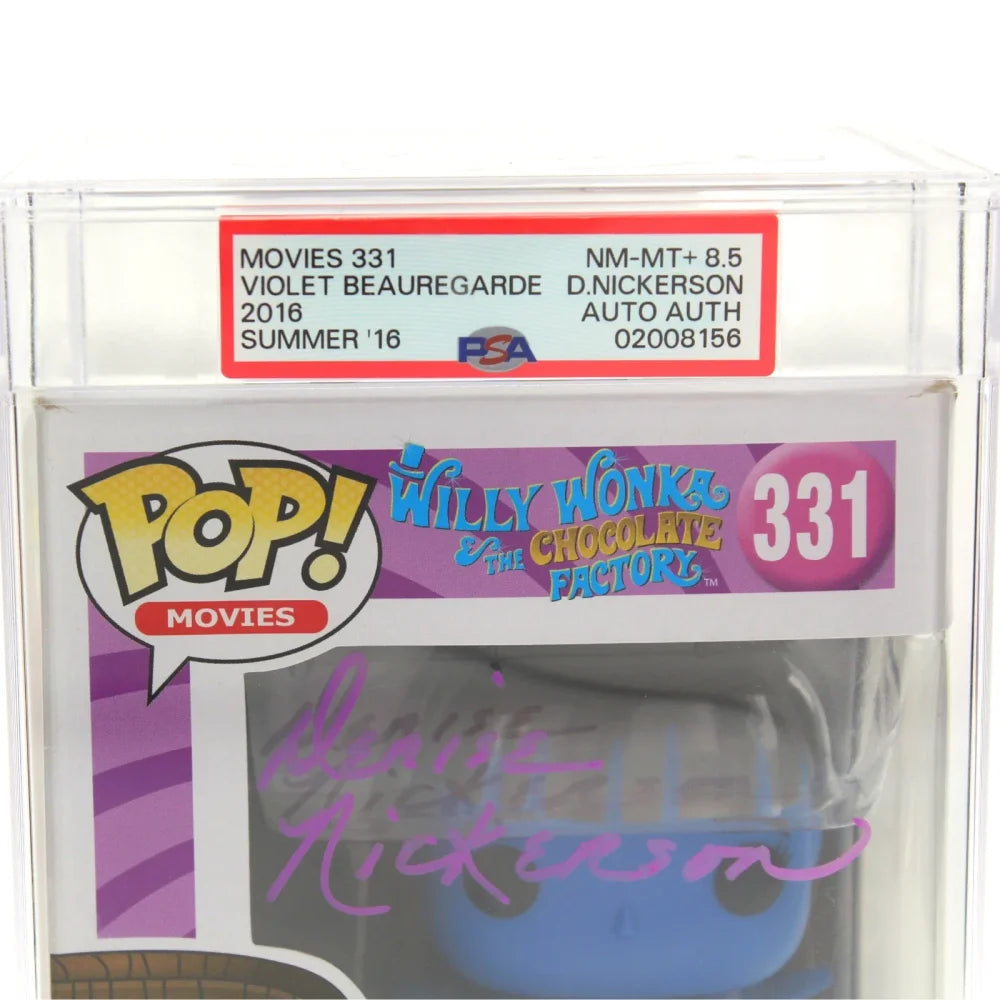 MOVIES 331 NM-MT+ 8.5
VIOLET BEAUREGARDE D.NICKERSON
2016 AUTO AUTH
SUMMER '16 PSA 02008156
POP!
MOVIES
WILLY WONKA
& THE CHOCOLATE
FACTORY™
331
Denise
Nickerson